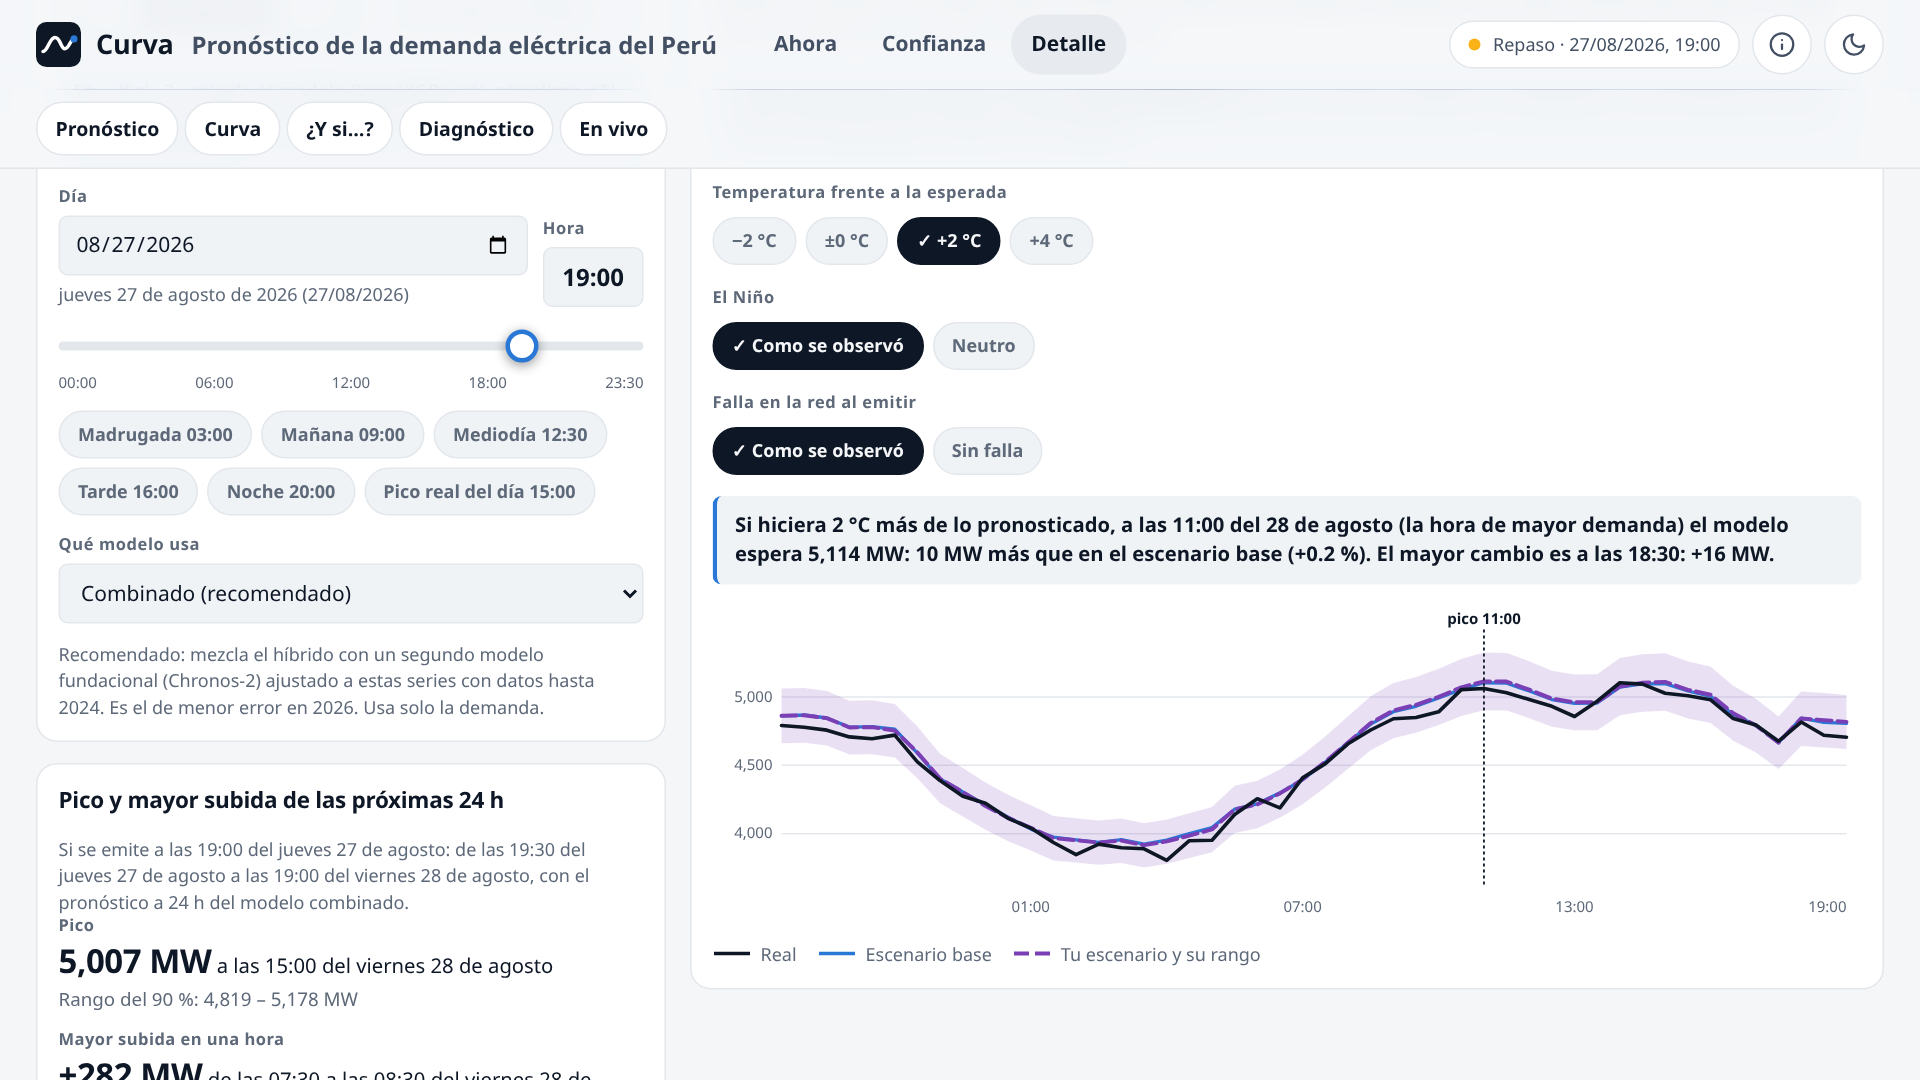 Curva
Pronóstico de la demanda eléctrica del Perú
Ahora
Confianza
Detalle
Repaso · 27/08/2026, 19:00
Pronóstico
Curva
¿Y si...?
Diagnóstico
En vivo
Día
08/27/2026
Hora
19:00
jueves 27 de agosto de 2026 (27/08/2026)
00:00
06:00
12:00
18:00
23:30
Madrugada 03:00
Mañana 09:00
Mediodía 12:30
Tarde 16:00
Noche 20:00
Pico real del día 15:00
Qué modelo usa
Combinado (recomendado)
Recomendado: mezcla el híbrido con un segundo modelo
fundacional (Chronos-2) ajustado a estas series con datos hasta
2024. Es el de menor error en 2026. Usa solo la demanda.
Pico y mayor subida de las próximas 24 h
Si se emite a las 19:00 del jueves 27 de agosto: de las 19:30 del
jueves 27 de agosto a las 19:00 del viernes 28 de agosto, con el
pronóstico a 24 h del modelo combinado.
Pico
5,007 MW a las 15:00 del viernes 28 de agosto
Rango del 90 %: 4,819 – 5,178 MW
Mayor subida en una hora
+282 MW de las 07:30 a las 08:30 del viernes 28 de
Temperatura frente a la esperada
−2 °C
±0 °C
✓ +2 °C
+4 °C
El Niño
✓ Como se observó
Neutro
Falla en la red al emitir
✓ Como se observó
Sin falla
Si hiciera 2 °C más de lo pronosticado, a las 11:00 del 28 de agosto (la hora de mayor demanda) el modelo
espera 5,114 MW: 10 MW más que en el escenario base (+0.2 %). El mayor cambio es a las 18:30: +16 MW.
pico 11:00
5,000
4,500
4,000
01:00
07:00
13:00
19:00
Real
Escenario base
Tu escenario y su rango